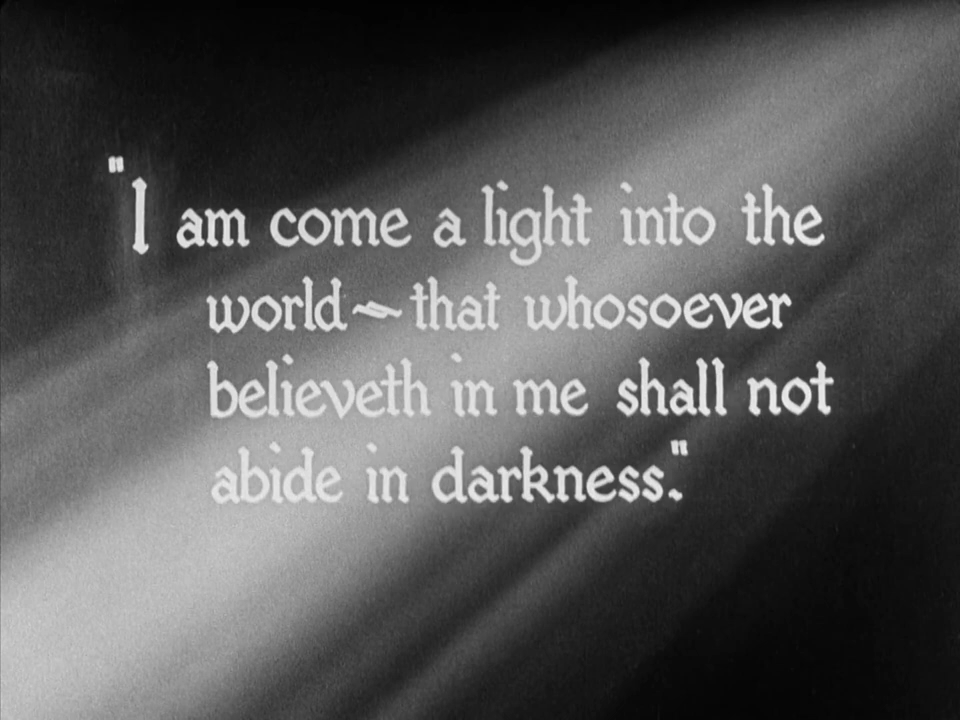 "I am come a light into the
world~that whosoever
believeth in me shall not
abide in darkness."